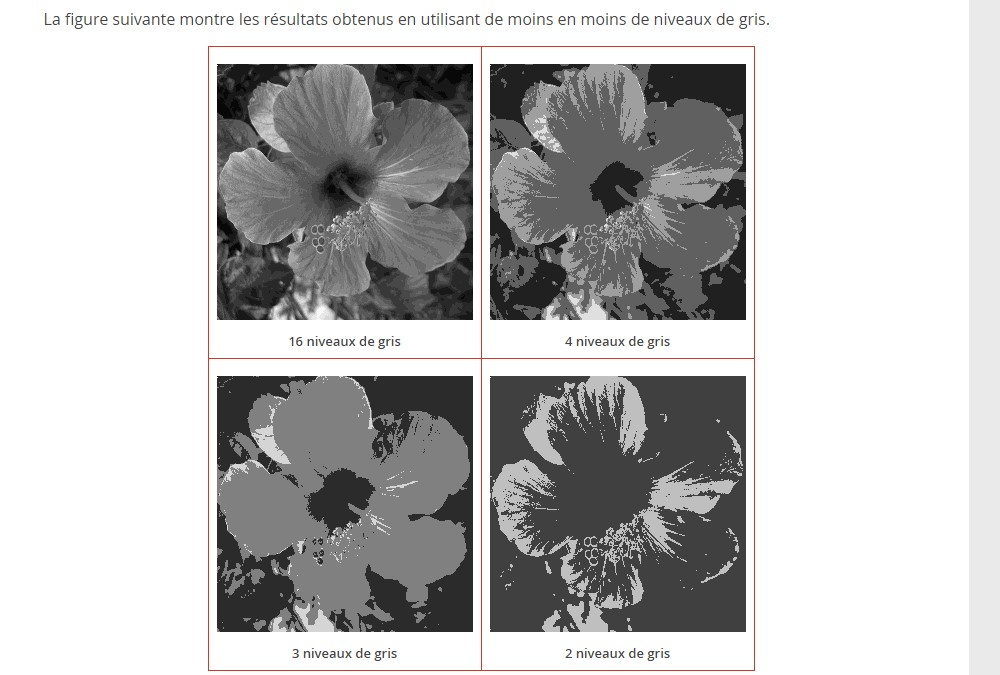 La figure suivante montre les résultats obtenus en utilisant de moins en moins de niveaux de gris.
16 niveaux de gris
4 niveaux de gris
3 niveaux de gris
2 niveaux de gris